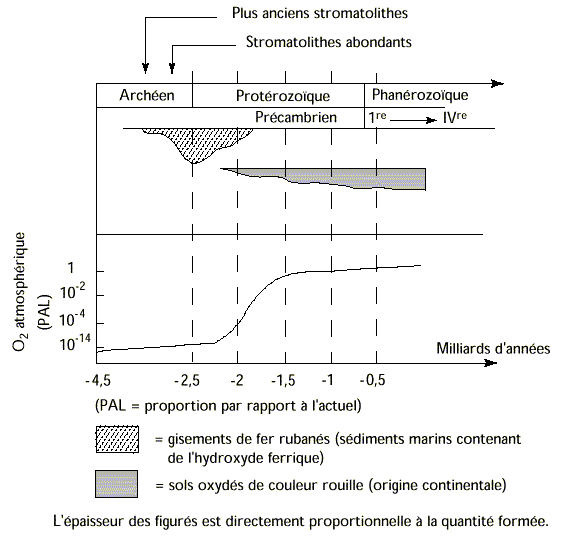 Plus anciens stromatolithes
Stromatolithes abondants
Archéen Protérozoïque Phanérozoïque
Précambrien 1re IVre
O2 atmosphérique
(PAL)
1
10-2
10-4
10-14
Milliards d'années
-4,5 -2,5 -2 -1,5 -1 -0,5
(PAL = proportion par rapport à l'actuel)
= gisements de fer rubanés (sédiments marins contenant
de l'hydroxyde ferrique)
= sols oxydés de couleur rouille (origine continentale)
L'épaisseur des figurés est directement proportionnelle à la quantité formée.